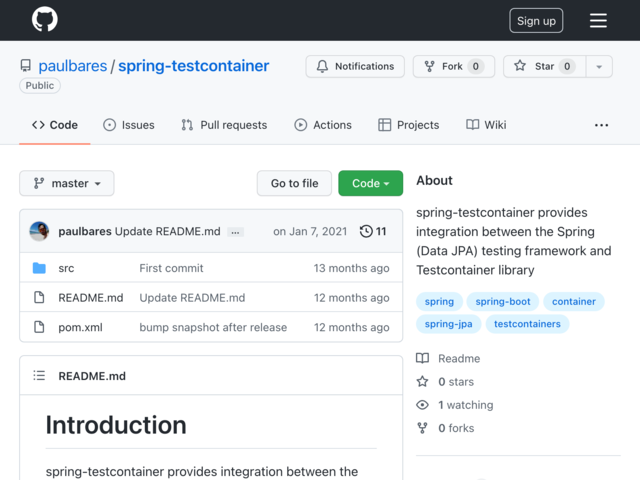 Sign up
paulbares / spring-testcontainer
Public
Notifications
Fork 0
Star 0
Code
Issues
Pull requests
Actions
Projects
Wiki
master
Go to file
Code
About
spring-testcontainer provides
integration between the Spring
(Data JPA) testing framework and
Testcontainer library
spring spring-boot container
spring-jpa testcontainers
Readme
0 stars
1 watching
0 forks
paulbares Update README.md ... on Jan 7, 2021 11
src First commit 13 months ago
README.md Update README.md 12 months ago
pom.xml bump snapshot after release 12 months ago
README.md
Introduction
spring-testcontainer provides integration between the